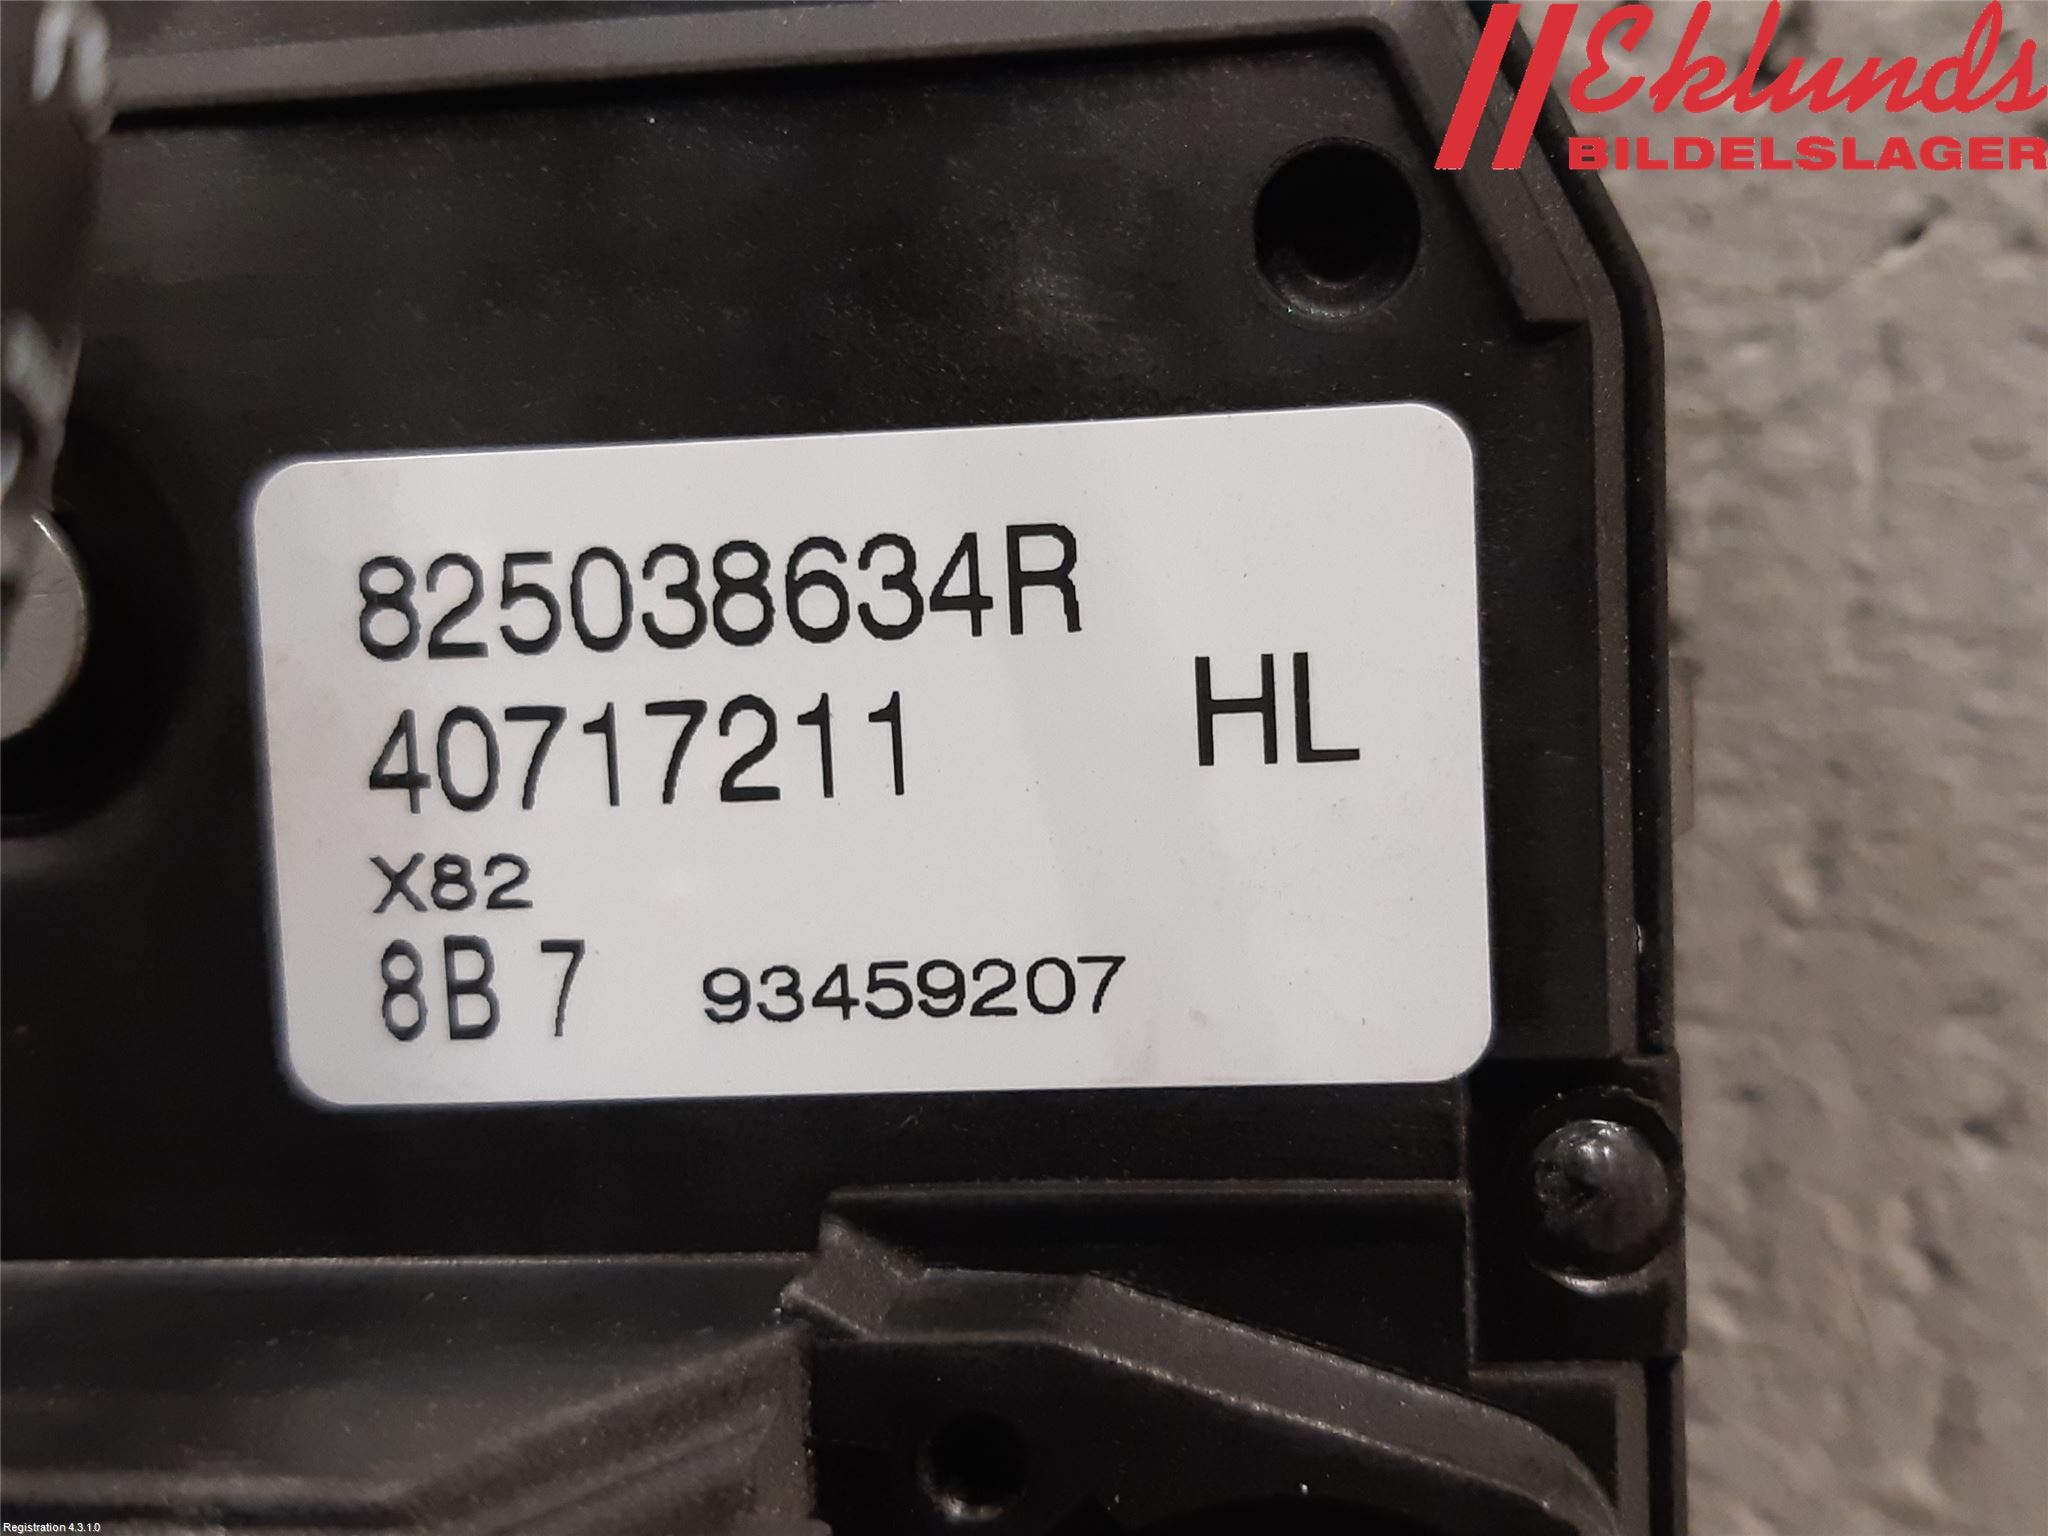 Eklunds
BILDELSLAGER
825038634R
40717211
HL
X82
8B 7 93459207
Registration 4.3.1.0